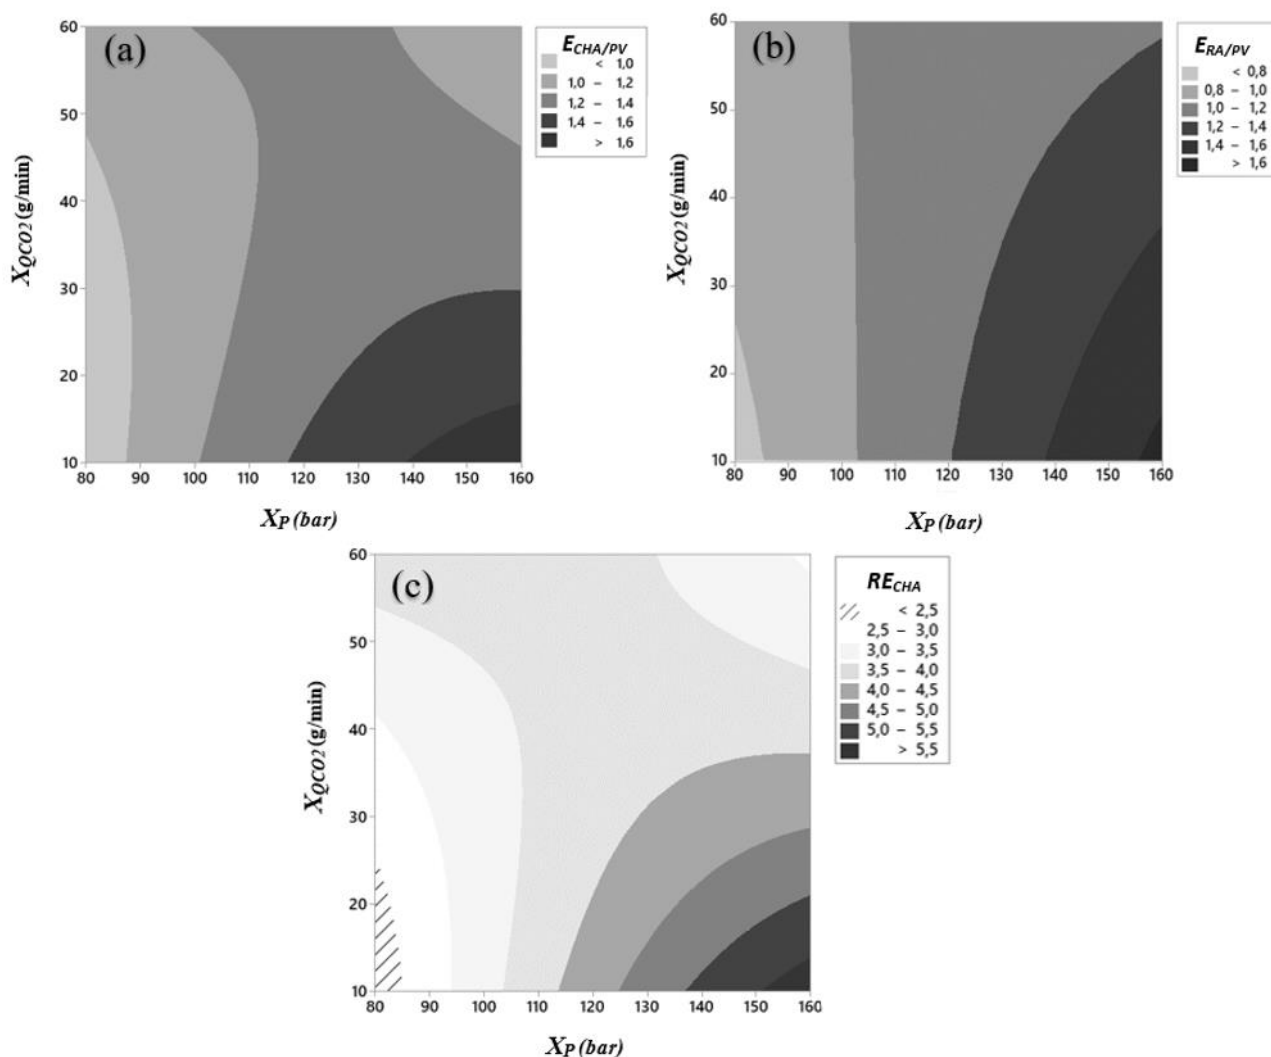 (a)
60
50
40
30
20
10
80 90 100 110 120 130 140 150 160
X_QCO2 (g/min)
X_P (bar)
E_CHA/PV
< 1,0
1,0 – 1,2
1,2 – 1,4
1,4 – 1,6
> 1,6
(b)
60
50
40
30
20
10
80 90 100 110 120 130 140 150 160
X_QCO2 (g/min)
X_P (bar)
E_RA/PV
< 0,8
0,8 – 1,0
1,0 – 1,2
1,2 – 1,4
1,4 – 1,6
> 1,6
(c)
60
50
40
30
20
10
80 90 100 110 120 130 140 150 160
X_QCO2 (g/min)
X_P (bar)
RE_CHA
< 2,5
2,5 – 3,0
3,0 – 3,5
3,5 – 4,0
4,0 – 4,5
4,5 – 5,0
5,0 – 5,5
> 5,5